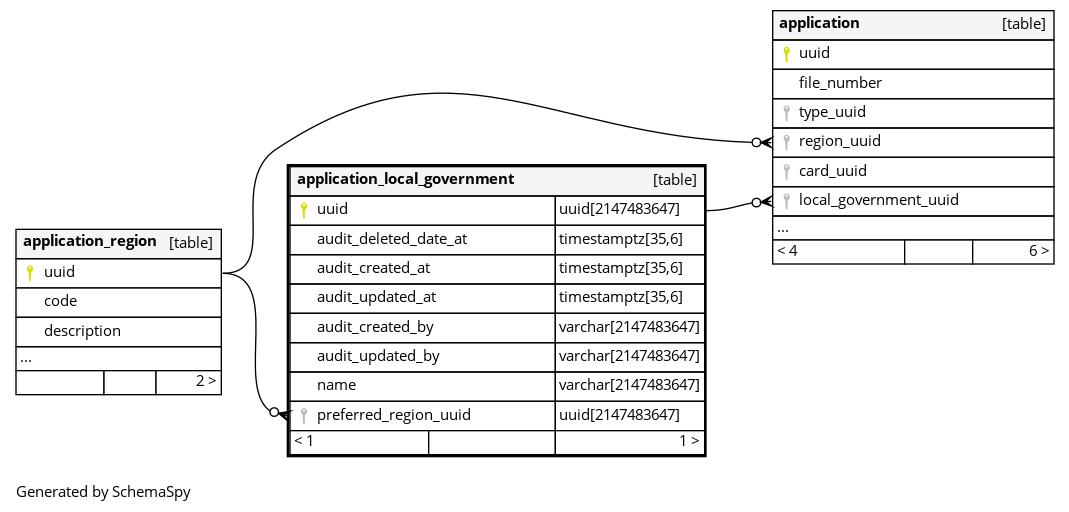 application_region [table]
uuid
code
description
...
2 >
application_local_government [table]
uuid uuid[2147483647]
audit_deleted_date_at timestamptz[35,6]
audit_created_at timestamptz[35,6]
audit_updated_at timestamptz[35,6]
audit_created_by varchar[2147483647]
audit_updated_by varchar[2147483647]
name varchar[2147483647]
preferred_region_uuid uuid[2147483647]
< 1 1 >
application [table]
uuid
file_number
type_uuid
region_uuid
card_uuid
local_government_uuid
...
< 4 6 >
Generated by SchemaSpy